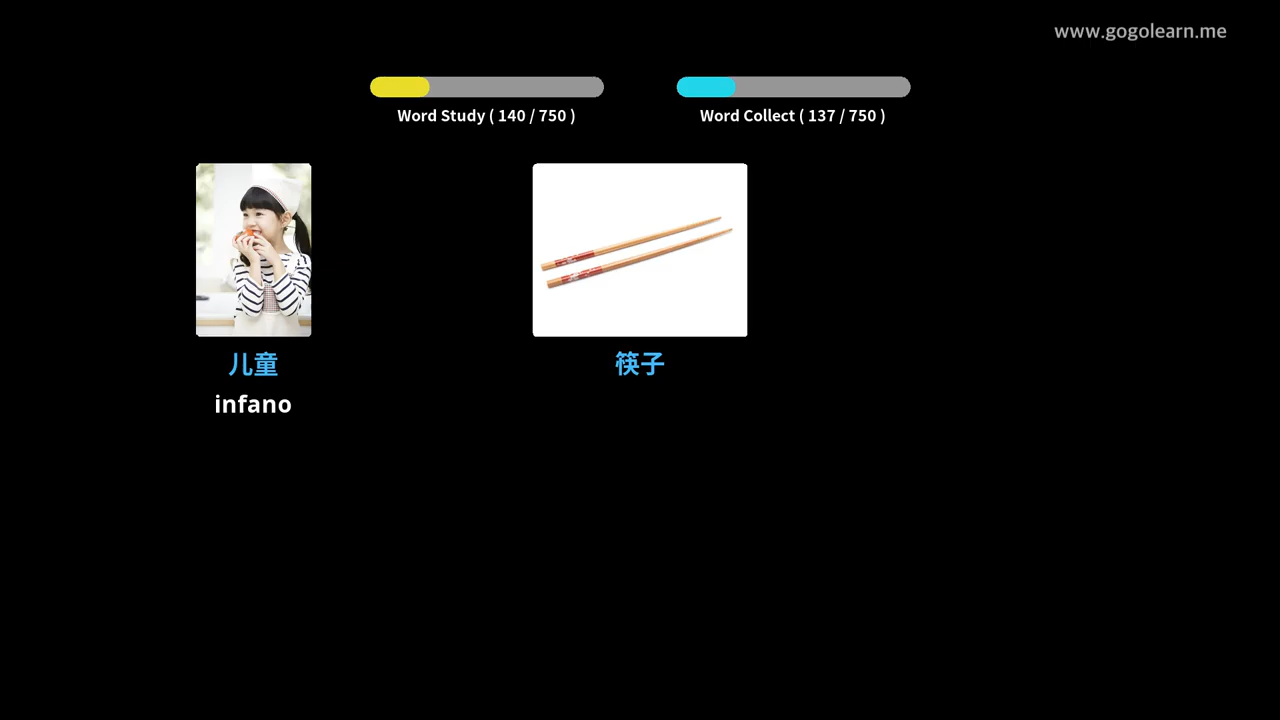 www.gogolearn.me
Word Study ( 140 / 750 )
Word Collect ( 137 / 750 )
儿童
筷子
infano